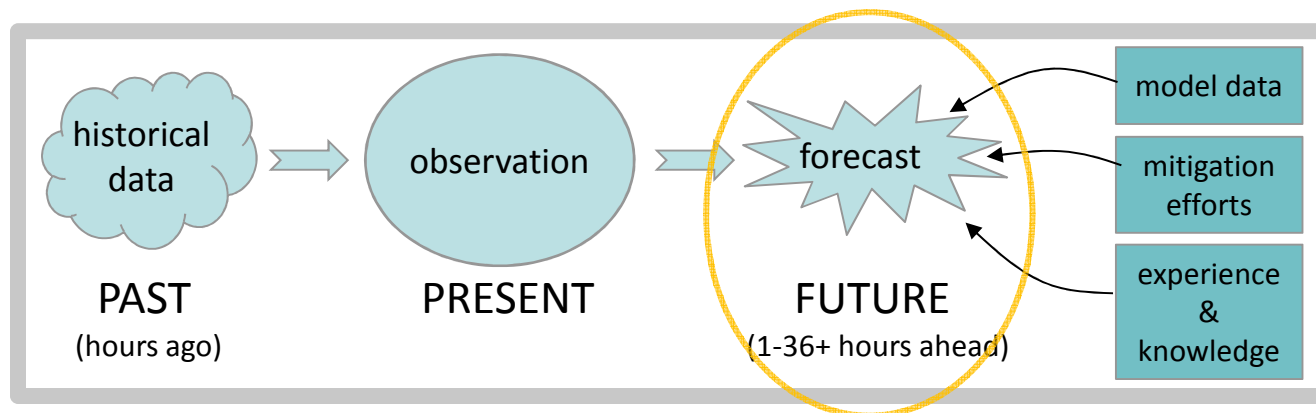 historical
data
observation
forecast
model data
mitigation
efforts
experience
&
knowledge
PAST
(hours ago)
PRESENT
FUTURE
(1-36+ hours ahead)